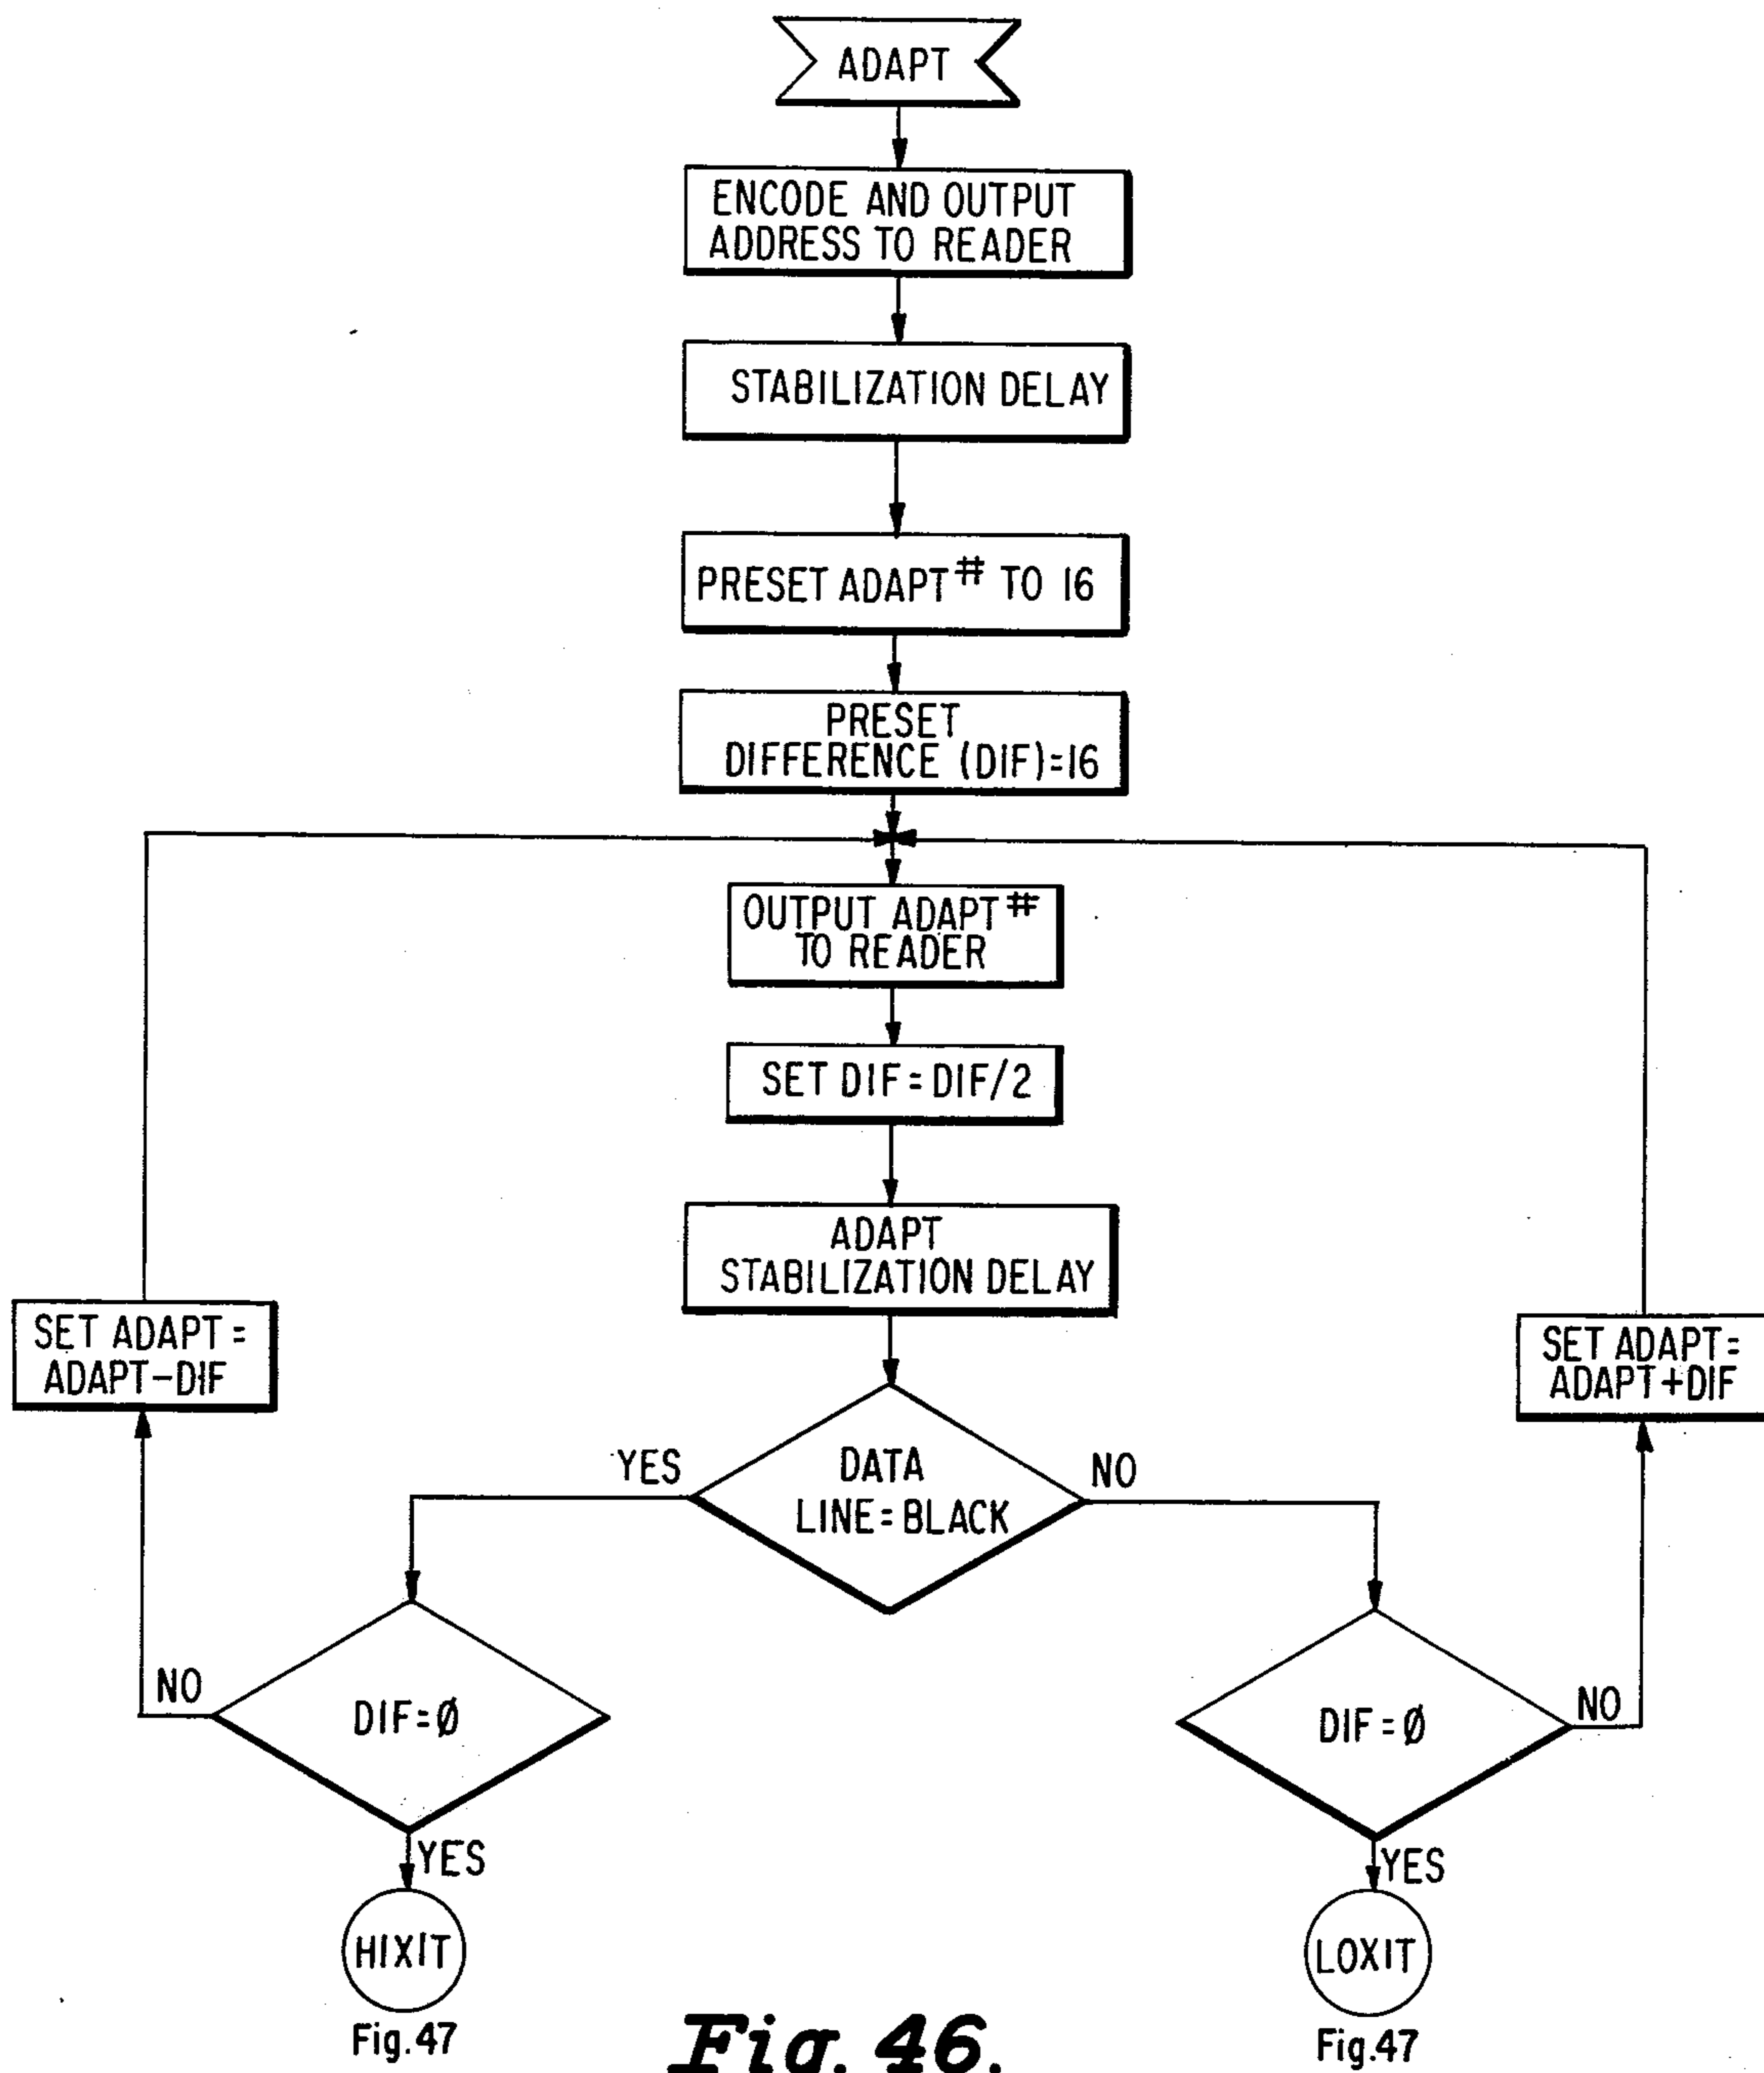 ADAPT
ENCODE AND OUTPUT
ADDRESS TO READER
STABILIZATION DELAY
PRESET ADAPT# TO 16
PRESET
DIFFERENCE (DIF)=16
OUTPUT ADAPT#
TO READER
SET DIF=DIF/2
ADAPT
STABILIZATION DELAY
SET ADAPT=
ADAPT-DIF
SET ADAPT=
ADAPT+DIF
YES
DATA
LINE=BLACK
NO
NO
DIF=Ø
YES
DIF=Ø
NO
YES
HIXIT
Fig.47
LOXIT
Fig.47
Fig. 46.